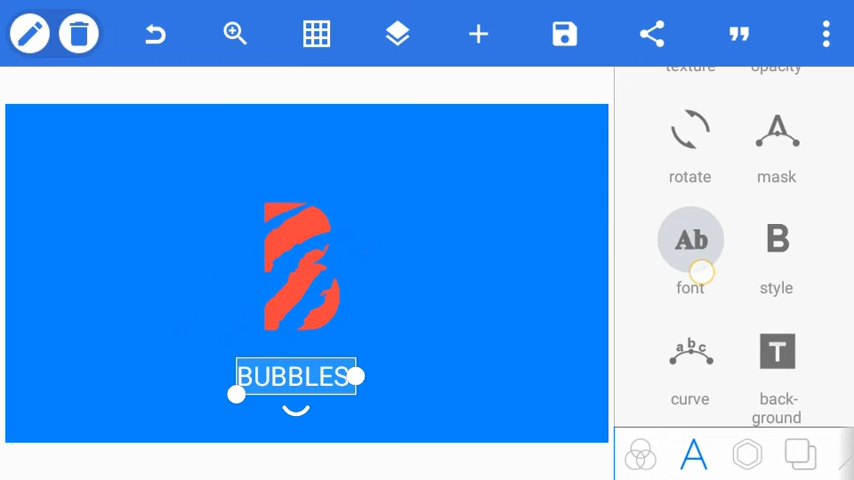 texture opacity
rotate mask
Ab B
font style
abc T
curve back-
ground
B
BUBBLES
A